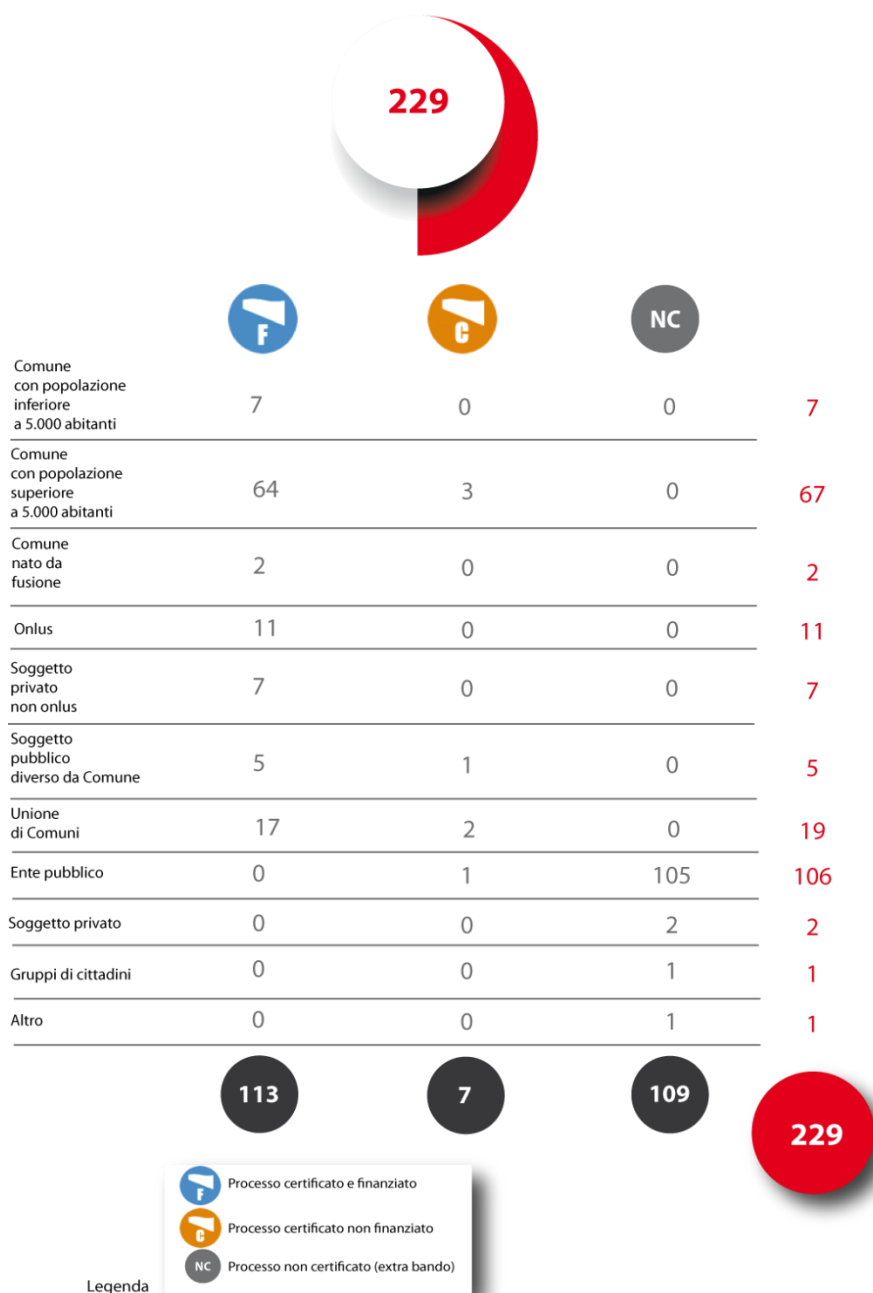 229
F
C
NC
Comune
con popolazione
inferiore
a 5.000 abitanti
7 0 0 7
Comune
con popolazione
superiore
a 5.000 abitanti
64 3 0 67
Comune
nato da
fusione
2 0 0 2
Onlus 11 0 0 11
Soggetto
privato
non onlus
7 0 0 7
Soggetto
pubblico
diverso da Comune
5 1 0 5
Unione
di Comuni
17 2 0 19
Ente pubblico 0 1 105 106
Soggetto privato 0 0 2 2
Gruppi di cittadini 0 0 1 1
Altro 0 0 1 1
113 7 109
229
F Processo certificato e finanziato
C Processo certificato non finanziato
NC Processo non certificato (extra bando)
Legenda